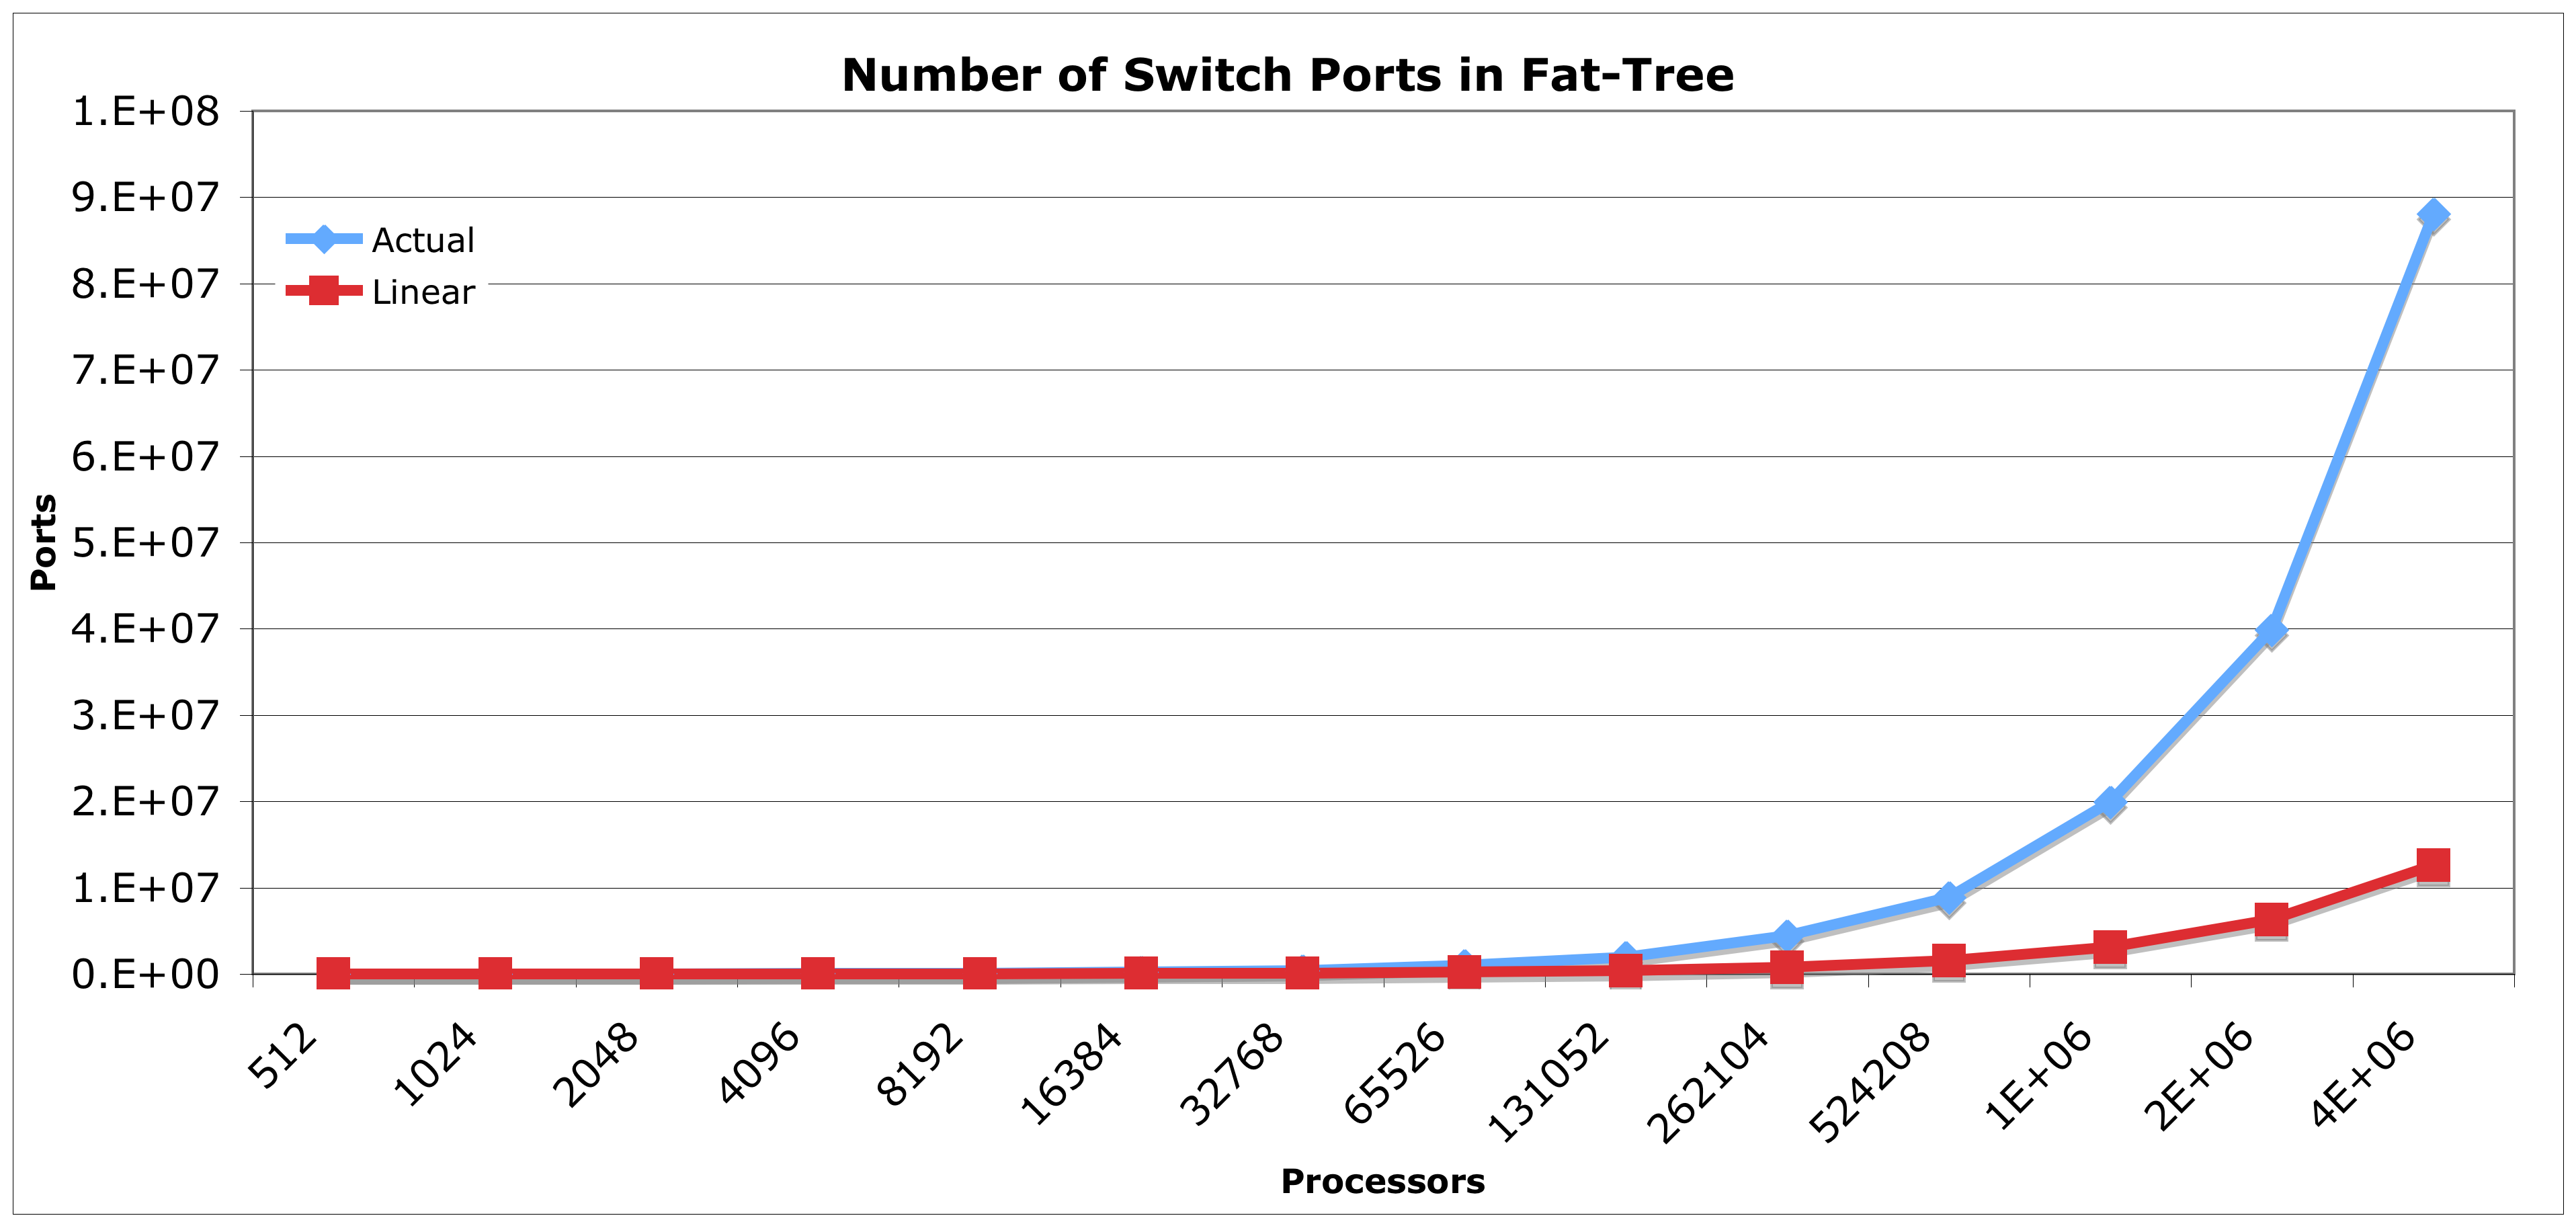 Number of Switch Ports in Fat-Tree
1.E+08
9.E+07
8.E+07
7.E+07
6.E+07
5.E+07
4.E+07
3.E+07
2.E+07
1.E+07
0.E+00
Ports
Actual
Linear
512
1024
2048
4096
8192
16384
32768
65526
131052
262104
524208
1E+06
2E+06
4E+06
Processors